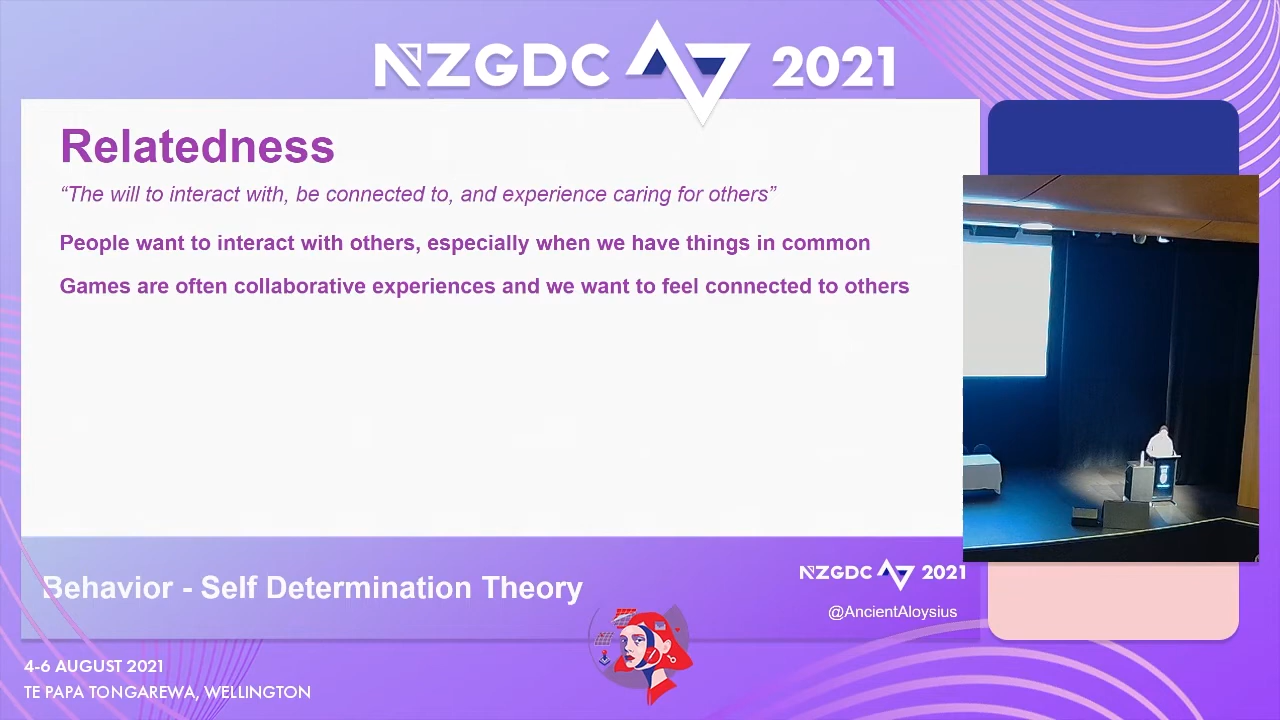 NZGDC 2021
Relatedness
“The will to interact with, be connected to, and experience caring for others”
People want to interact with others, especially when we have things in common
Games are often collaborative experiences and we want to feel connected to others
Behavior - Self Determination Theory
NZGDC 2021
@AncientAloysius
4-6 AUGUST 2021
TE PAPA TONGAREWA, WELLINGTON